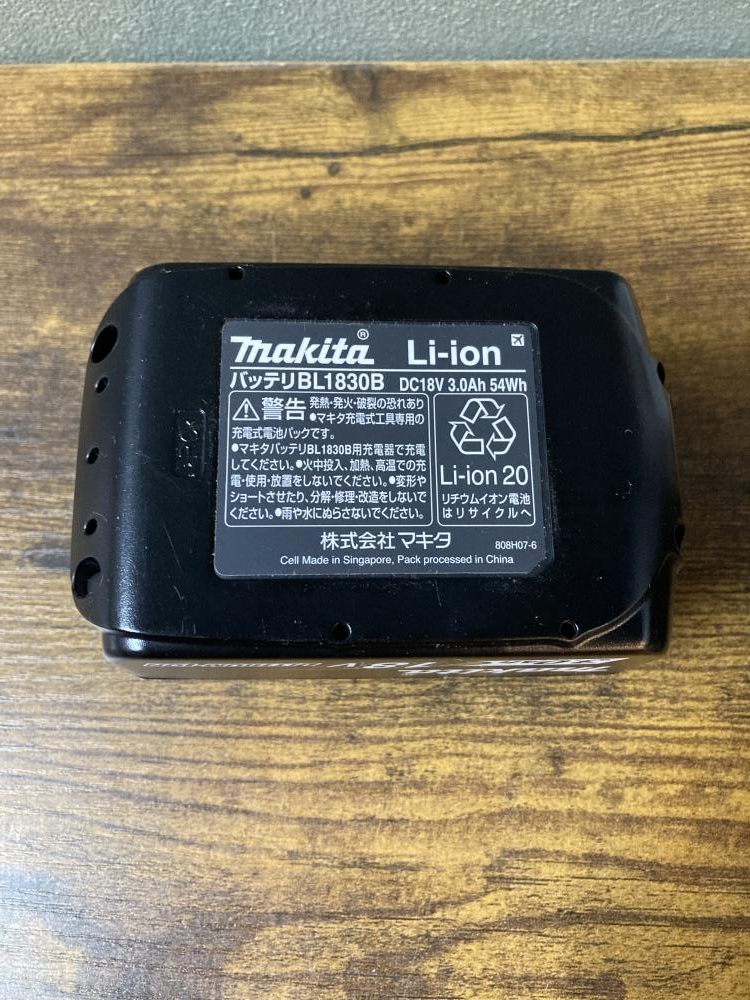 makita® Li-ion
バッテリBL1830B DC18V 3.0Ah 54Wh
警告 発熱・発火・破裂の恐れあり
●マキタ充電式工具専用の
充電式電池パックです。
●マキタバッテリBL1830B用充電器で充電
してください。●火中投入、加熱、高温での充
電・使用・放置をしないでください。●変形や
ショートさせたり、分解・修理・改造をしないで
ください。●雨や水にぬらさないでください。
Li-ion 20
リチウムイオン電池
はリサイクルへ
株式会社マキタ
808H07-6
Cell Made in Singapore, Pack processed in China
18V